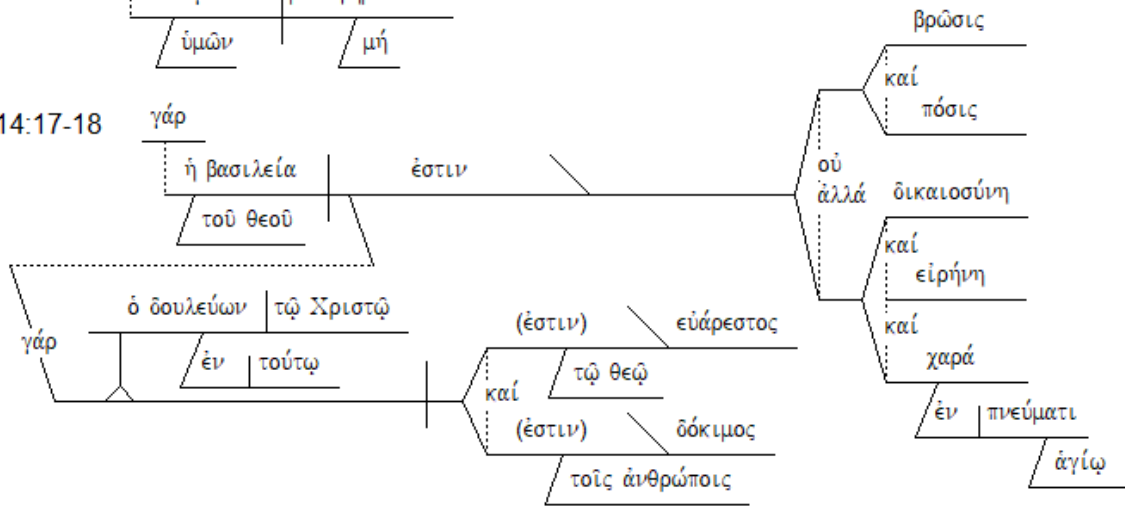 ὑμῶν μή
βρῶσις
καί
πόσις
14:17-18 γάρ
ἡ βασιλεία ἐστιν
τοῦ θεοῦ
οὐ
ἀλλά
δικαιοσύνη
καί
εἰρήνη
καί
χαρά
ἐν πνεύματι
ἁγίῳ
γάρ
ὁ δουλεύων τῷ Χριστῷ
ἐν τούτῳ
(ἐστιν) εὐάρεστος
τῷ θεῷ
καί
(ἐστιν) δόκιμος
τοῖς ἀνθρώποις